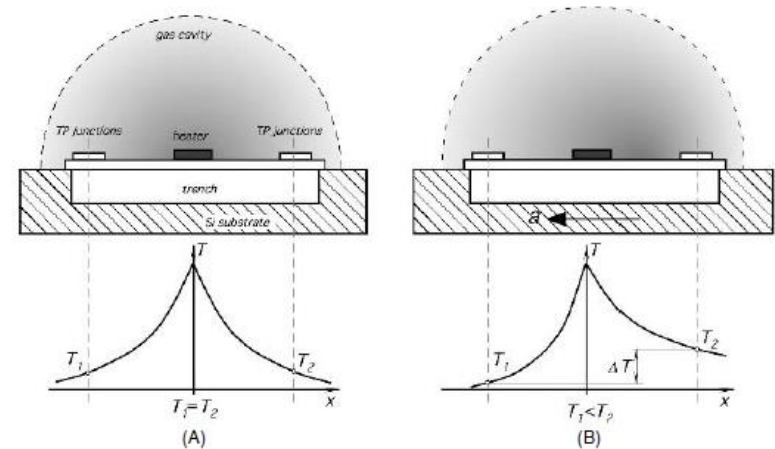 gas cavity
TP junctions
heater
TP junctions
trench
Si substrate
T
T1
T2
x
T1=T2
(A)
a
T
T1
T2
ΔT
x
T1<T2
(B)